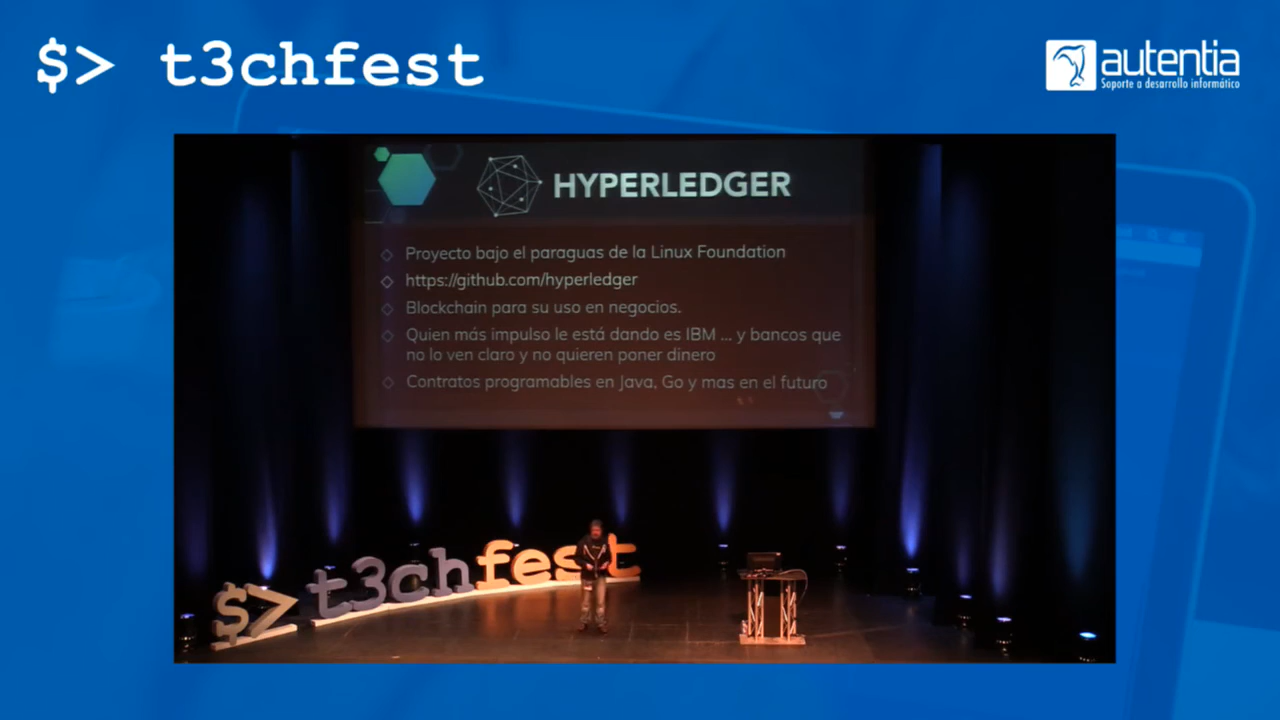 $> t3chfest
autentia
Soporte a desarrollo informático
HYPERLEDGER
Proyecto bajo el paraguas de la Linux Foundation
https://github.com/hyperledger
Blockchain para su uso en negocios.
Quien más impulso le está dando es IBM ... y bancos que
no lo ven claro y no quieren poner dinero
Contratos programables en Java, Go y mas en el futuro
$> t3chfest